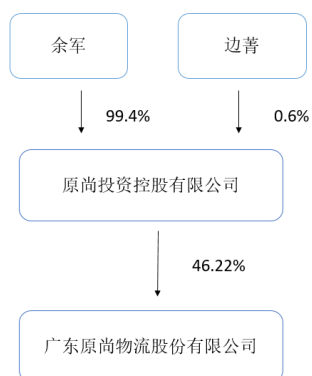 余军
边菁
99.4%
0.6%
原尚投资控股有限公司
46.22%
广东原尚物流股份有限公司